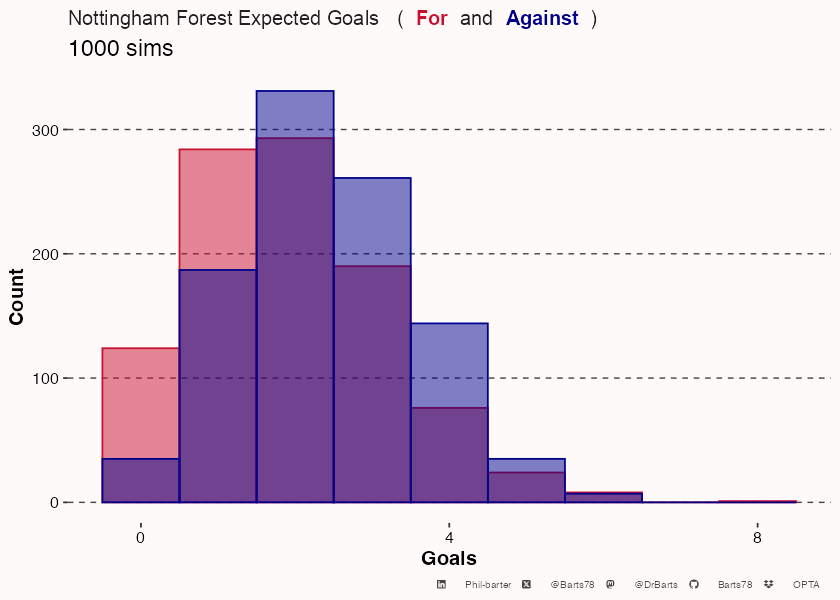 Nottingham Forest Expected Goals ( For and Against )
1000 sims
300
200
100
0
Count
0 4 8
Goals
Phil-barter @Barts78 @DrBarts Barts78 OPTA